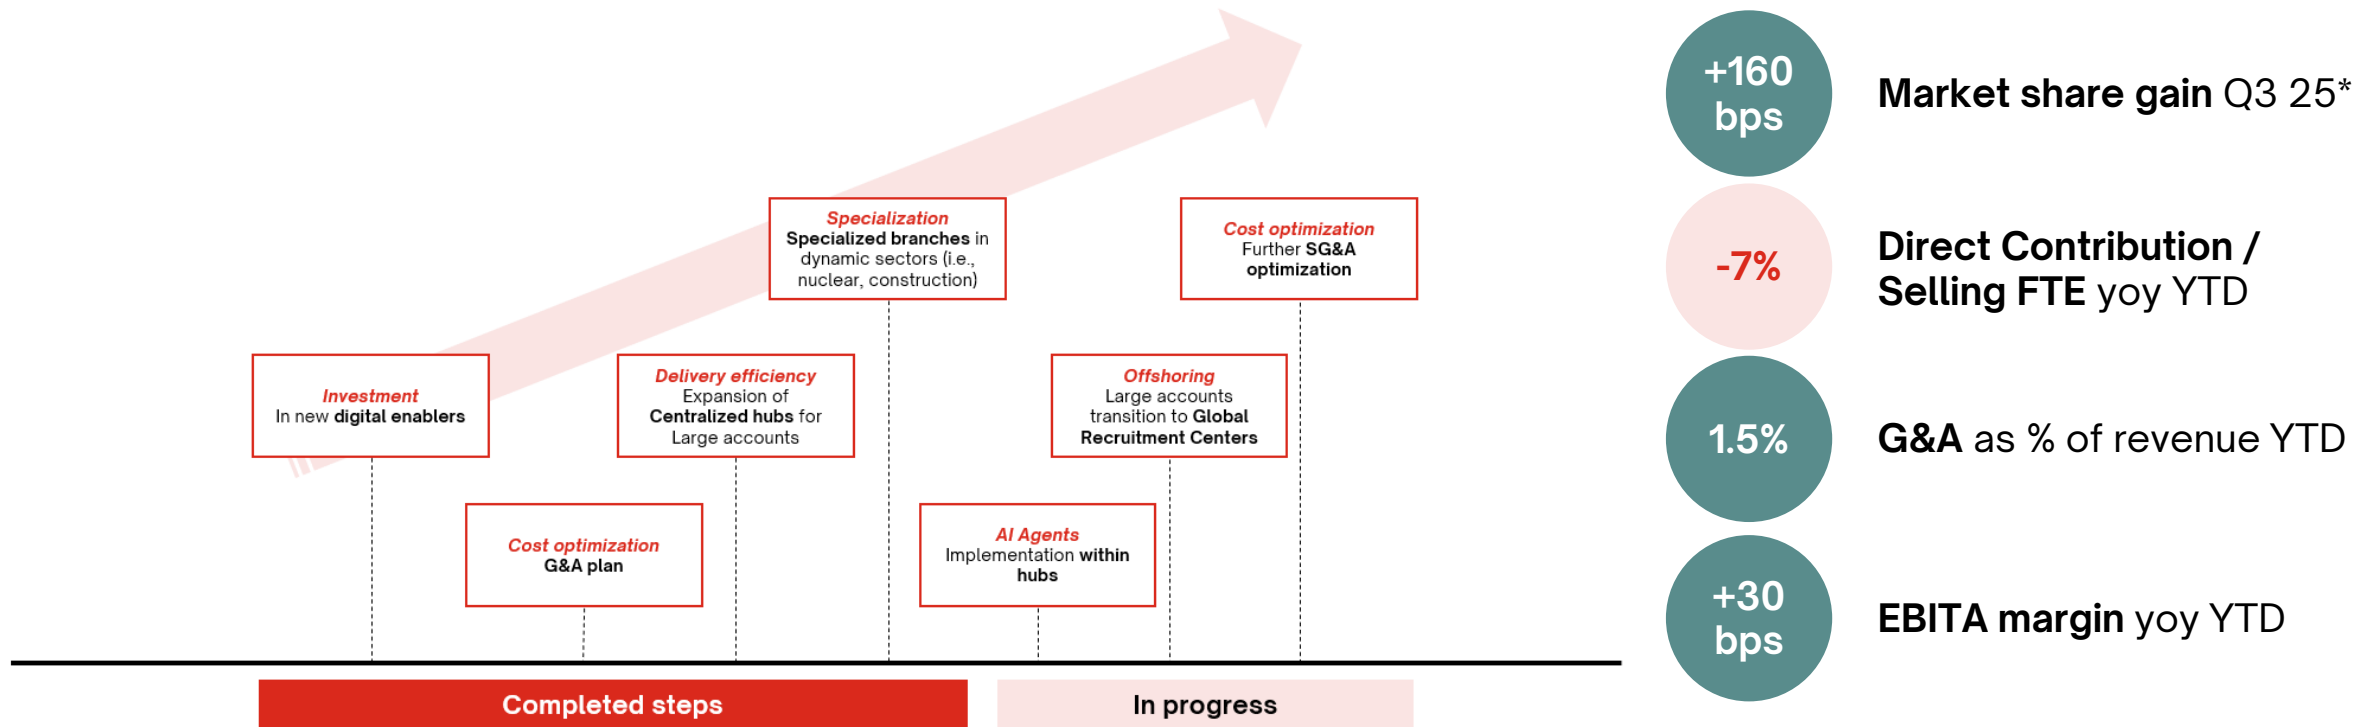 Investment
In new digital enablers
Cost optimization
G&A plan
Delivery efficiency
Expansion of
Centralized hubs for
Large accounts
Specialization
Specialized branches in
dynamic sectors (i.e.,
nuclear, construction)
AI Agents
Implementation within
hubs
Offshoring
Large accounts
transition to Global
Recruitment Centers
Cost optimization
Further SG&A
optimization
Completed steps
In progress
+160
bps
Market share gain Q3 25*
-7%
Direct Contribution /
Selling FTE yoy YTD
1.5%
G&A as % of revenue YTD
+30
bps
EBITA margin yoy YTD